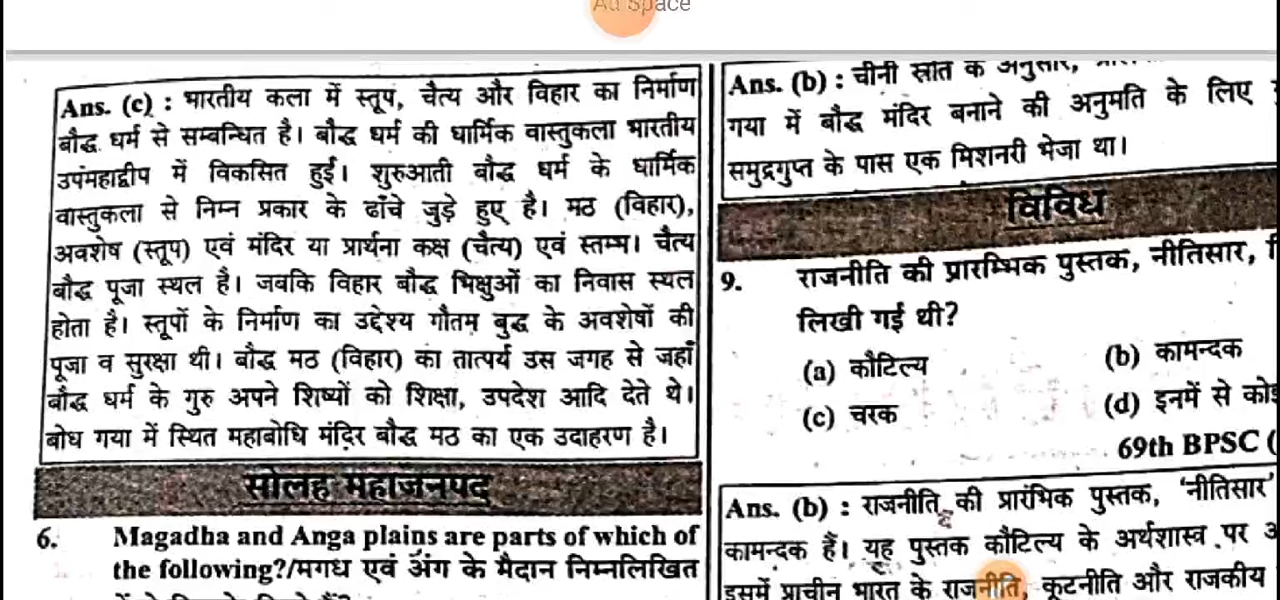 Ad Space
Ans. (c) : भारतीय कला में स्तूप, चैत्य और विहार का निर्माण
बौद्ध धर्म से सम्बन्धित है। बौद्ध धर्म की धार्मिक वास्तुकला भारतीय
उपंमहाद्वीप में विकसित हुई। शुरुआती बौद्ध धर्म के धार्मिक
वास्तुकला से निम्न प्रकार के ढाँचे जुड़े हुए है। मठ (विहार),
अवशेष (स्तूप) एवं मंदिर या प्रार्थना कक्ष (चैत्य) एवं स्तम्भ। चैत्य
बौद्ध पूजा स्थल है। जबकि विहार बौद्ध भिक्षुओं का निवास स्थल
होता है। स्तूपों के निर्माण का उद्देश्य गौतम बुद्ध के अवशेषों की
पूजा व सुरक्षा थी। बौद्ध मठ (विहार) का तात्पर्य उस जगह से जहाँ
बौद्ध धर्म के गुरु अपने शिष्यों को शिक्षा, उपदेश आदि देते थे।
बोध गया में स्थित महाबोधि मंदिर बौद्ध मठ का एक उदाहरण है।
सोलह महाजनपद
6. Magadha and Anga plains are parts of which of
the following?/मगध एवं अंग के मैदान निम्नलिखित
Ans. (b) : चीनी स्रोत के अनुसार,
गया में बौद्ध मंदिर बनाने की अनुमति के लिए
समुद्रगुप्त के पास एक मिशनरी भेजा था।
विविध
9. राजनीति की प्रारम्भिक पुस्तक, नीतिसार,
लिखी गई थी?
(a) कौटिल्य (b) कामन्दक
(c) चरक (d) इनमें से कोई
69th BPSC (
Ans. (b) : राजनीति की प्रारंभिक पुस्तक, 'नीतिसार'
कामन्दक हैं। यह पुस्तक कौटिल्य के अर्थशास्त्र पर
इसमें प्राचीन भारत के राजनीति, कूटनीति और राजकीय